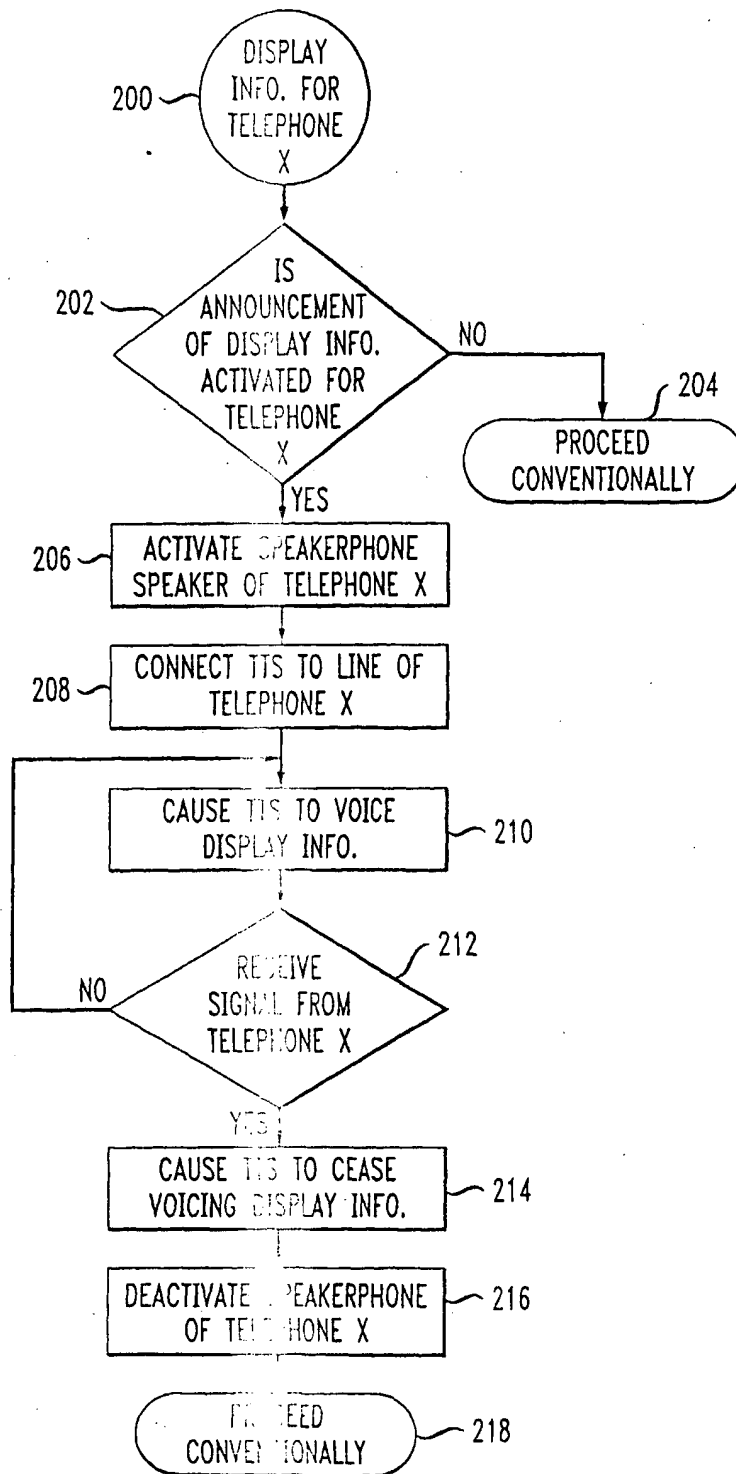 DISPLAY
INFO. FOR
TELEPHONE
X
200
IS
ANNOUNCEMENT
OF DISPLAY INFO.
ACTIVATED FOR
TELEPHONE
X
202
NO
204
PROCEED
CONVENTIONALLY
YES
206
ACTIVATE SPEAKERPHONE
SPEAKER OF TELEPHONE X
208
CONNECT TTS TO LINE OF
TELEPHONE X
CAUSE TTS TO VOICE
DISPLAY INFO.
210
212
RECEIVE
SIGNAL FROM
TELEPHONE X
NO
YES
CAUSE TTS TO CEASE
VOICING DISPLAY INFO.
214
DEACTIVATE SPEAKERPHONE
OF TELEPHONE X
216
PROCEED
CONVENTIONALLY
218